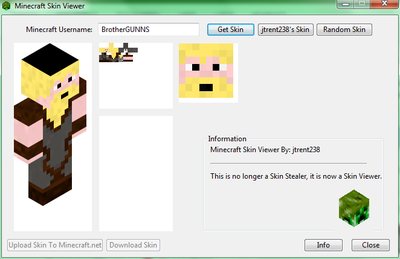 Minecraft Skin Viewer
Minecraft Username: BrotherGUNNS Get Skin jtrent238's Skin Random Skin
Information
Minecraft Skin Viewer By: jtrent238
This is no longer a Skin Stealer, it is now a Skin Viewer.
Upload Skin To Minecraft.net Download Skin Info Close